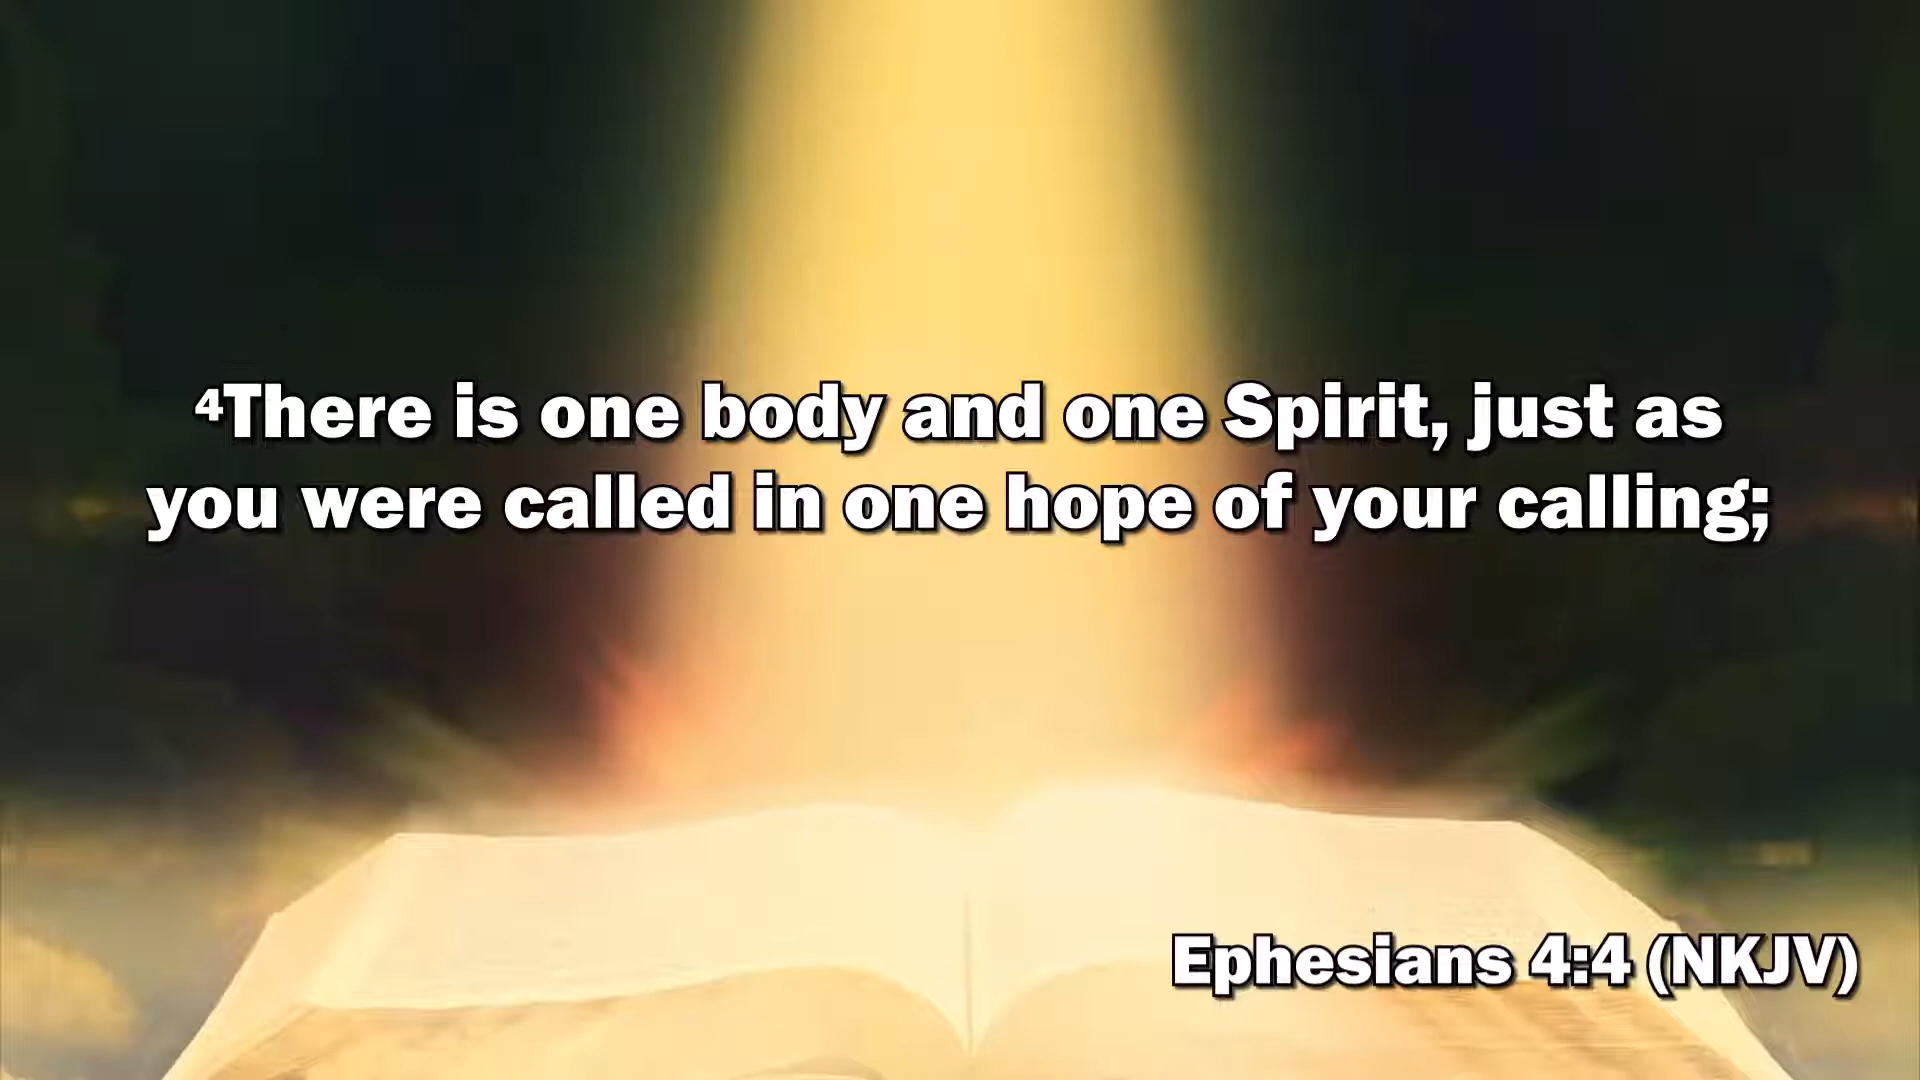 ⁴There is one body and one Spirit, just as
you were called in one hope of your calling;
Ephesians 4:4 (NKJV)